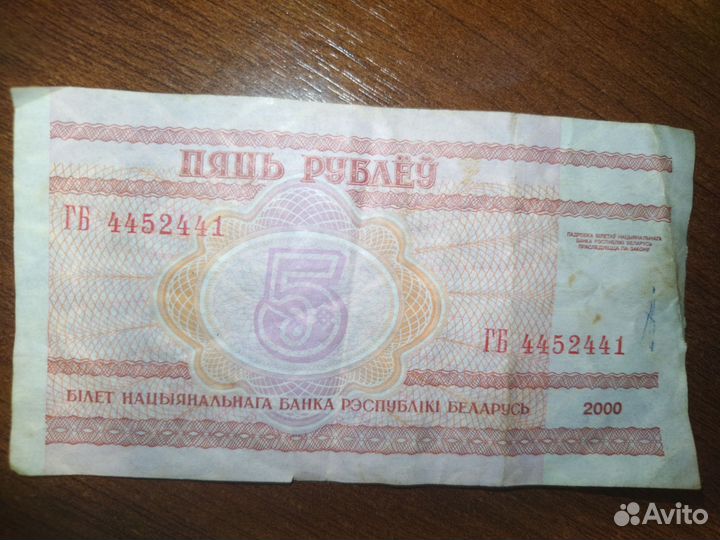 ПЯЦЬ РУБЛЁЎ
ГБ 4452441
ПАДРОБКА БІЛЕТАЎ НАЦЫЯНАЛЬНАГА
БАНКА РЭСПУБЛІКІ БЕЛАРУСЬ
ПРАСЛЕДУЕЦЦА ПА ЗАКОНУ
5
ГБ 4452441
БІЛЕТ НАЦЫЯНАЛЬНАГА БАНКА РЭСПУБЛІКІ БЕЛАРУСЬ 2000
Avito